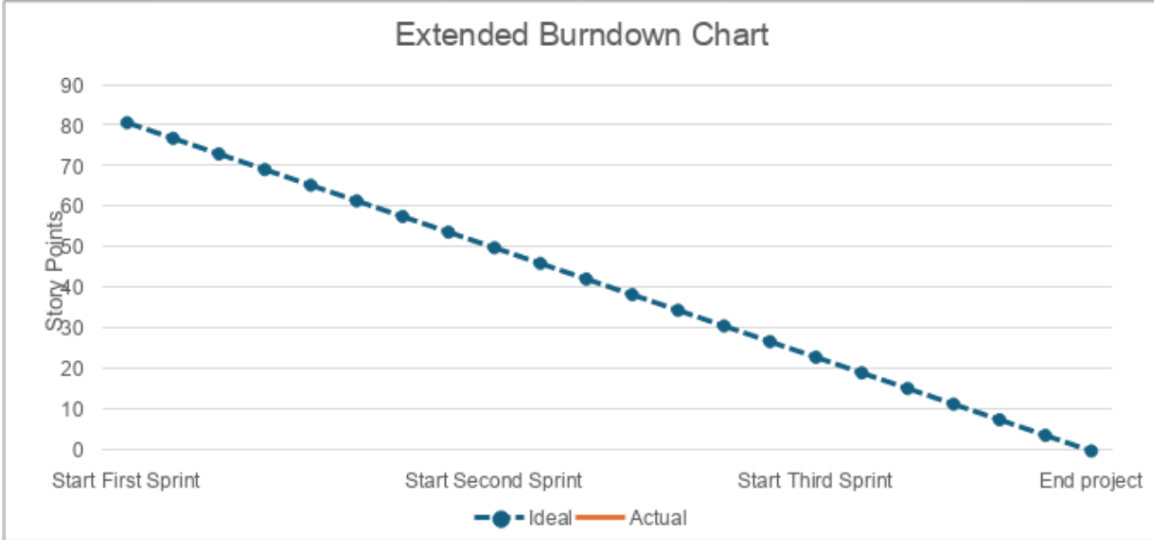 Extended Burndown Chart
90
80
70
60
50
40
30
20
10
0
Story Points
Start First Sprint Start Second Sprint Start Third Sprint End project
Ideal Actual